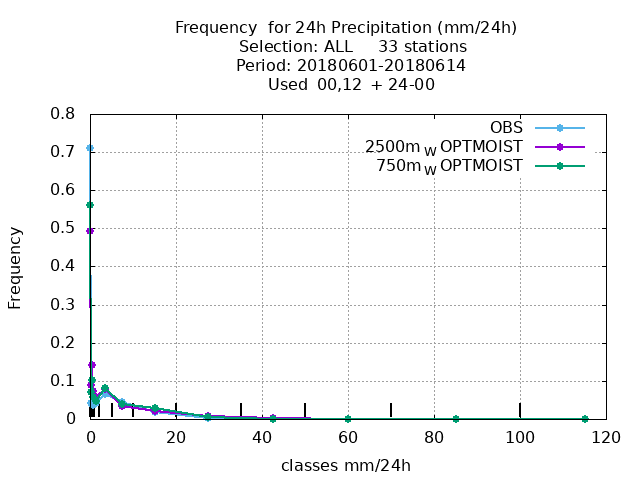 Frequency  for 24h Precipitation (mm/24h)
Selection: ALL     33 stations
Period: 20180601-20180614
Used  00,12  + 24-00
OBS
2500m W OPTMOIST
750m W OPTMOIST
Frequency
0.8
0.7
0.6
0.5
0.4
0.3
0.2
0.1
0
0 20 40 60 80 100 120
classes mm/24h